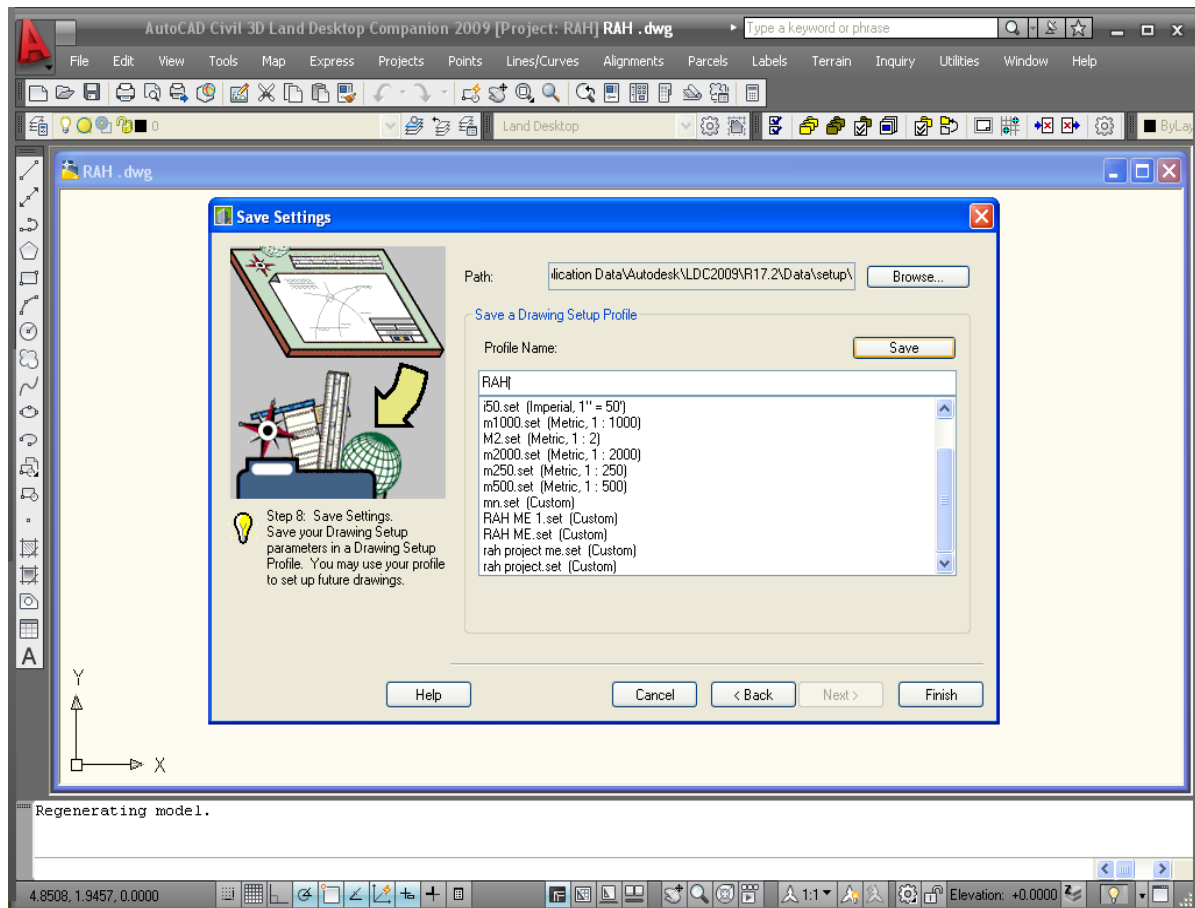 AutoCAD Civil 3D Land Desktop Companion 2009 [Project: RAH] RAH .dwg
Type a keyword or phrase
File Edit View Tools Map Express Projects Points Lines/Curves Alignments Parcels Labels Terrain Inquiry Utilities Window Help
0
Land Desktop
ByLay
RAH .dwg
Save Settings
Path:
lication Data\Autodesk\LDC2009\R17.2\Data\setup\
Browse...
Save a Drawing Setup Profile
Profile Name:
Save
RAH
i50.set (Imperial, 1'' = 50')
m1000.set (Metric, 1 : 1000)
M2.set (Metric, 1 : 2)
m2000.set (Metric, 1 : 2000)
m250.set (Metric, 1 : 250)
m500.set (Metric, 1 : 500)
mn.set (Custom)
RAH ME 1.set (Custom)
RAH ME.set (Custom)
rah project me.set (Custom)
rah project.set (Custom)
Step 8: Save Settings.
Save your Drawing Setup
parameters in a Drawing Setup
Profile. You may use your profile
to set up future drawings.
Help
Cancel
< Back
Next >
Finish
A
Y
X
Regenerating model.
4.8508, 1.9457, 0.0000
1:1
Elevation: +0.0000